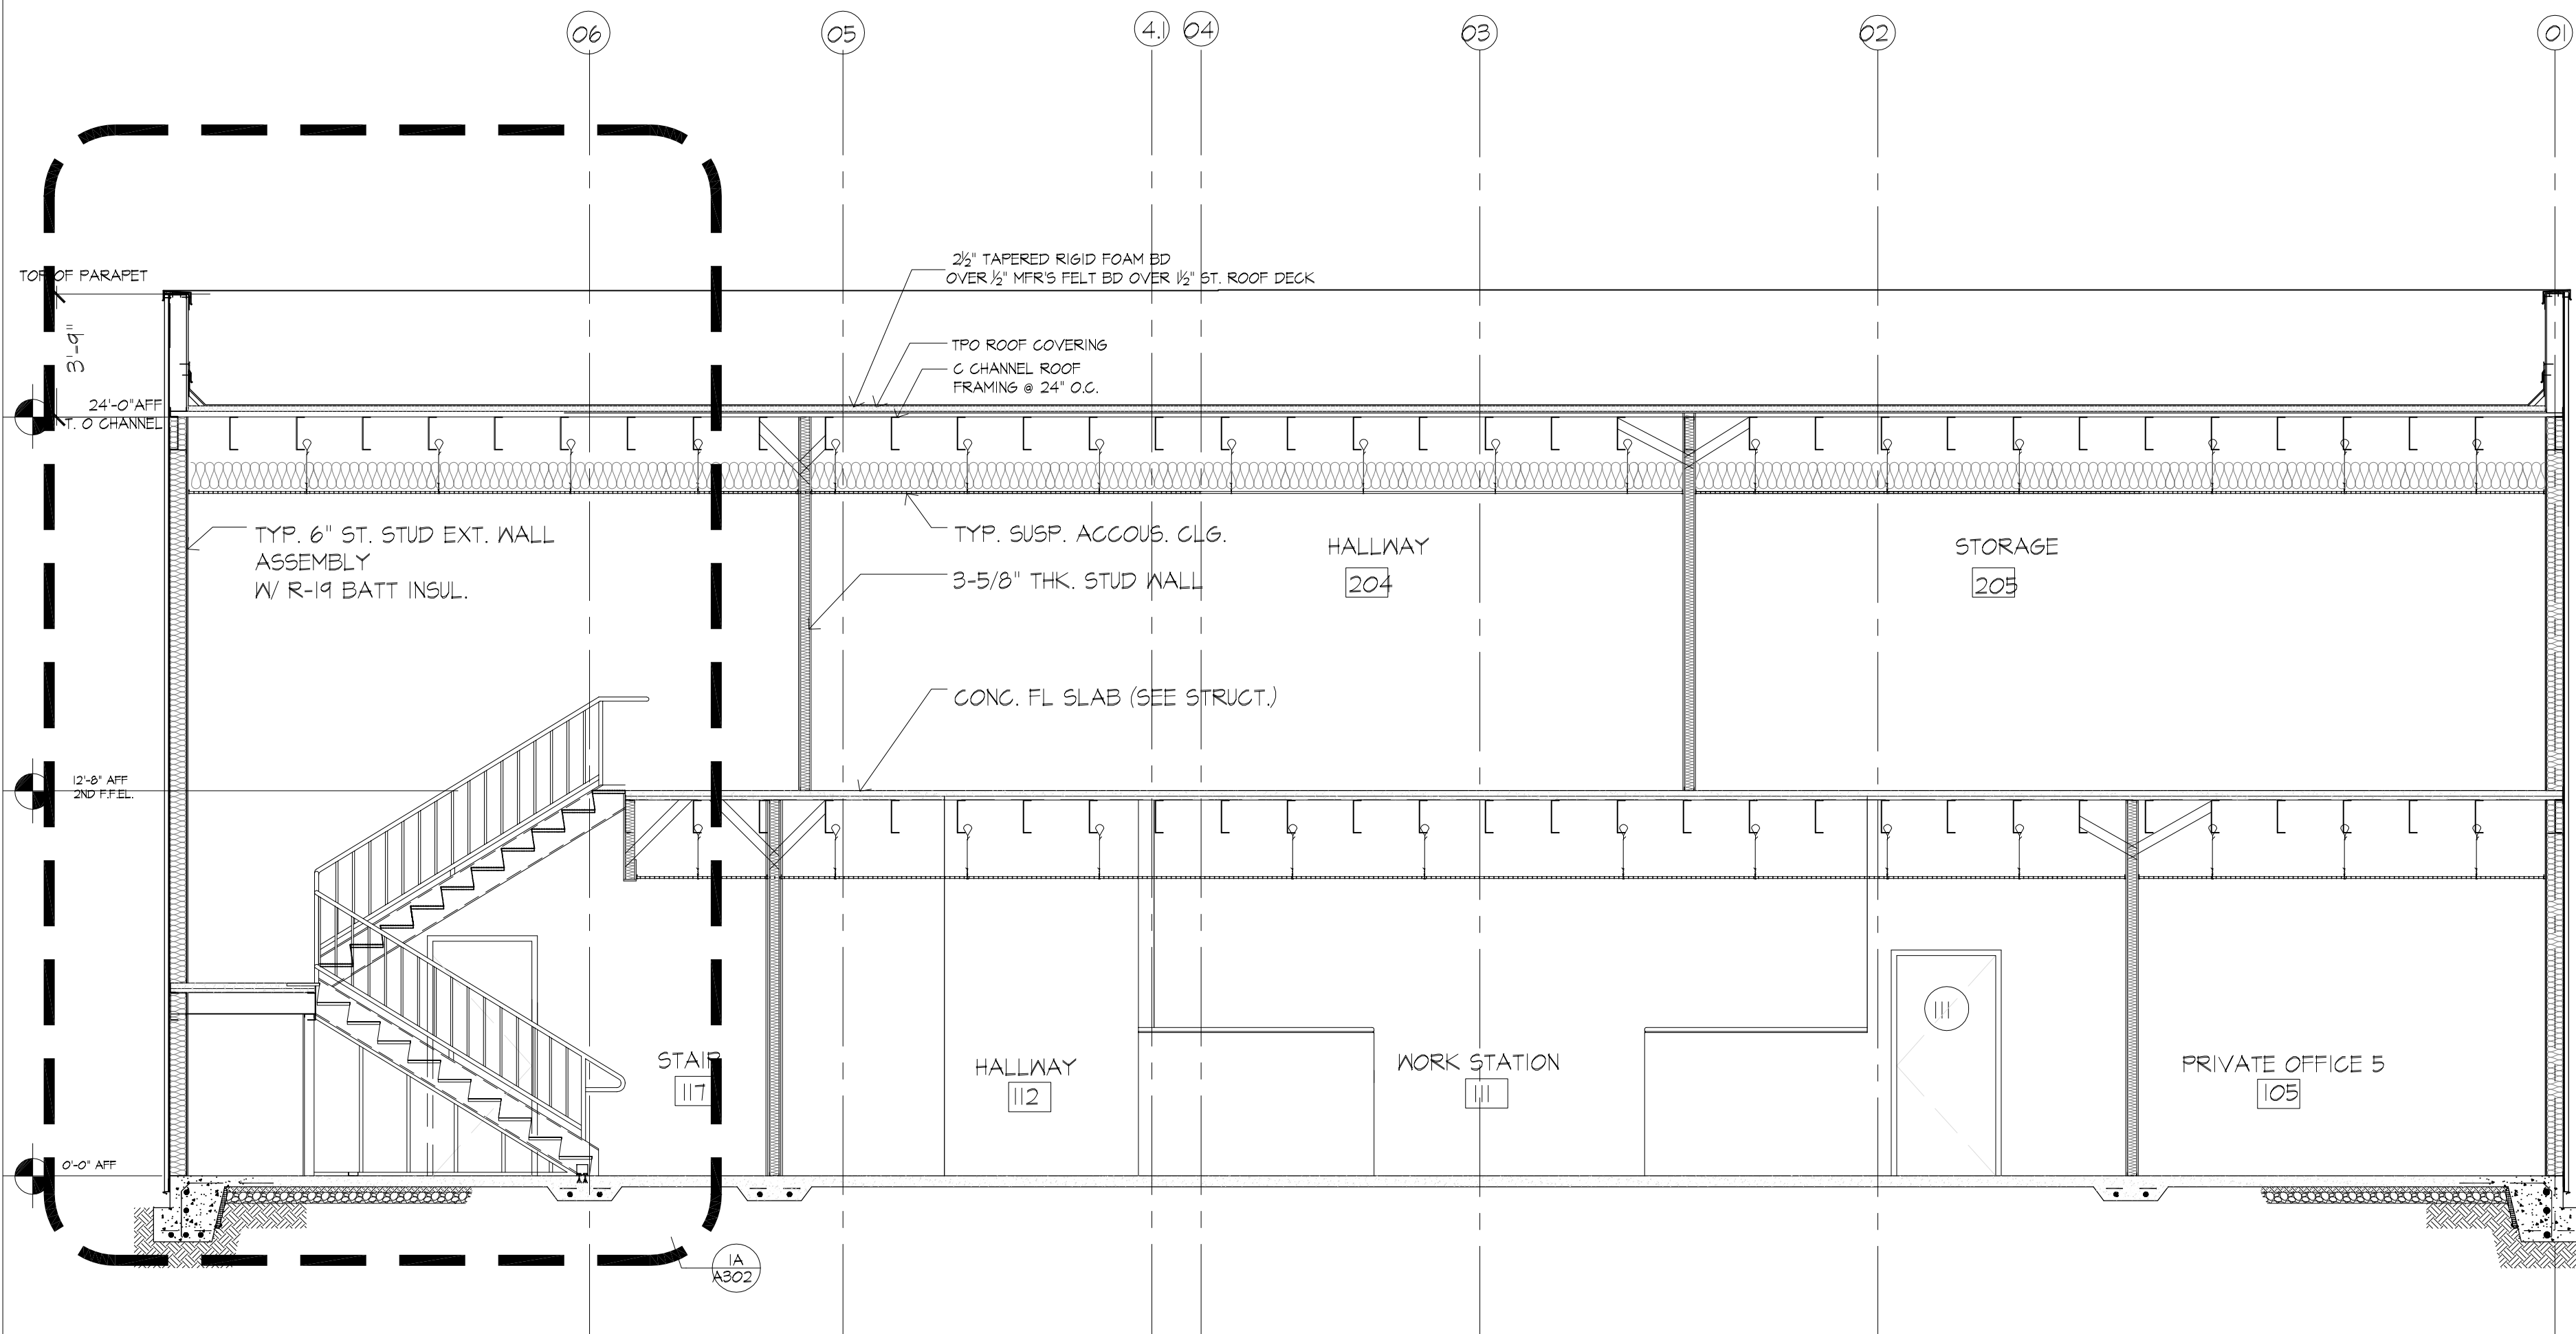 06
05
4.1
04
03
02
01
2½" TAPERED RIGID FOAM BD
OVER ½" MFR'S FELT BD OVER 1½" ST. ROOF DECK
TOP OF PARAPET
3'-9"
TPO ROOF COVERING
C CHANNEL ROOF
FRAMING @ 24" O.C.
24'-0" AFF
T. O CHANNEL
TYP. 6" ST. STUD EXT. WALL
ASSEMBLY
W/ R-19 BATT INSUL.
TYP. SUSP. ACCOUS. CLG.
3-5/8" THK. STUD WALL
HALLWAY
204
STORAGE
205
CONC. FL SLAB (SEE STRUCT.)
12'-8" AFF
2ND F.F.EL.
111
STAIR
117
HALLWAY
112
WORK STATION
111
PRIVATE OFFICE 5
105
0'-0" AFF
1A
A302